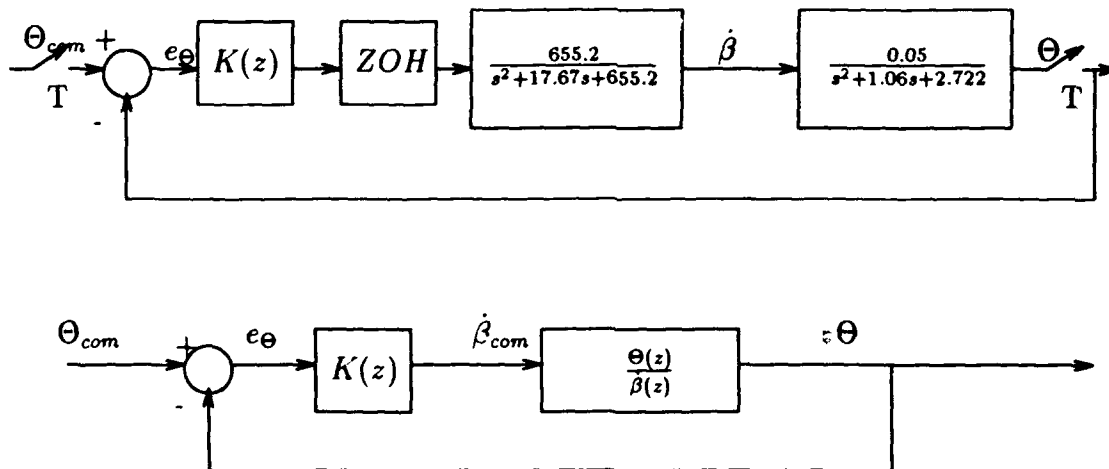 Θcom
T
+
-
eΘ
K(z)
ZOH
655.2
s²+17.67s+655.2
β̇
0.05
s²+1.06s+2.722
Θ
T
Θcom
+
-
eΘ
K(z)
β̇com
Θ(z)
β̇(z)
Θ